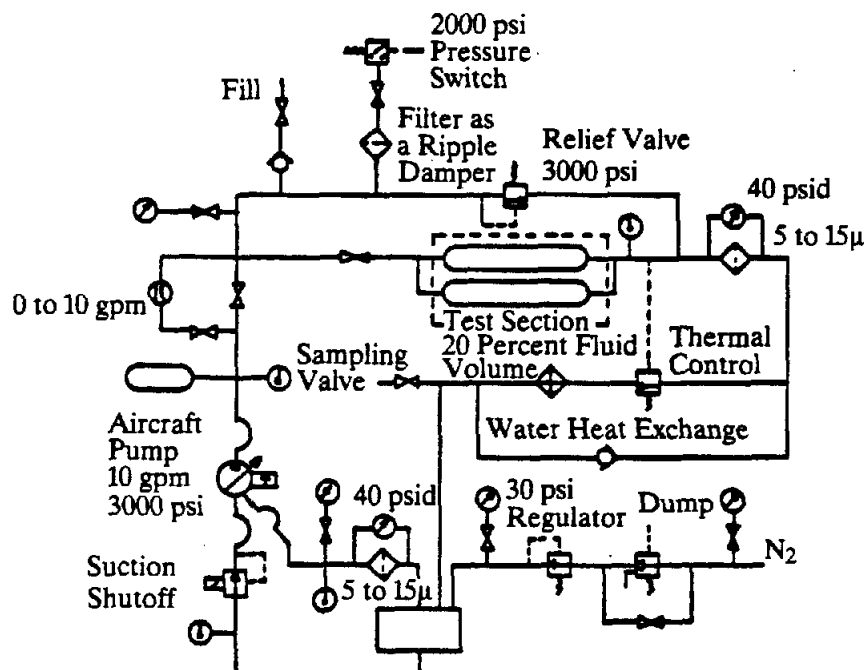 2000 psi
Pressure
Switch
Fill
Filter as
a Ripple
Damper
Relief Valve
3000 psi
40 psid
5 to 15μ
0 to 10 gpm
Test Section
20 Percent Fluid
Volume
Sampling
Valve
Thermal
Control
Water Heat Exchange
Aircraft
Pump
10 gpm
3000 psi
40 psid
5 to 15μ
30 psi
Regulator
Dump
N2
Suction
Shutoff